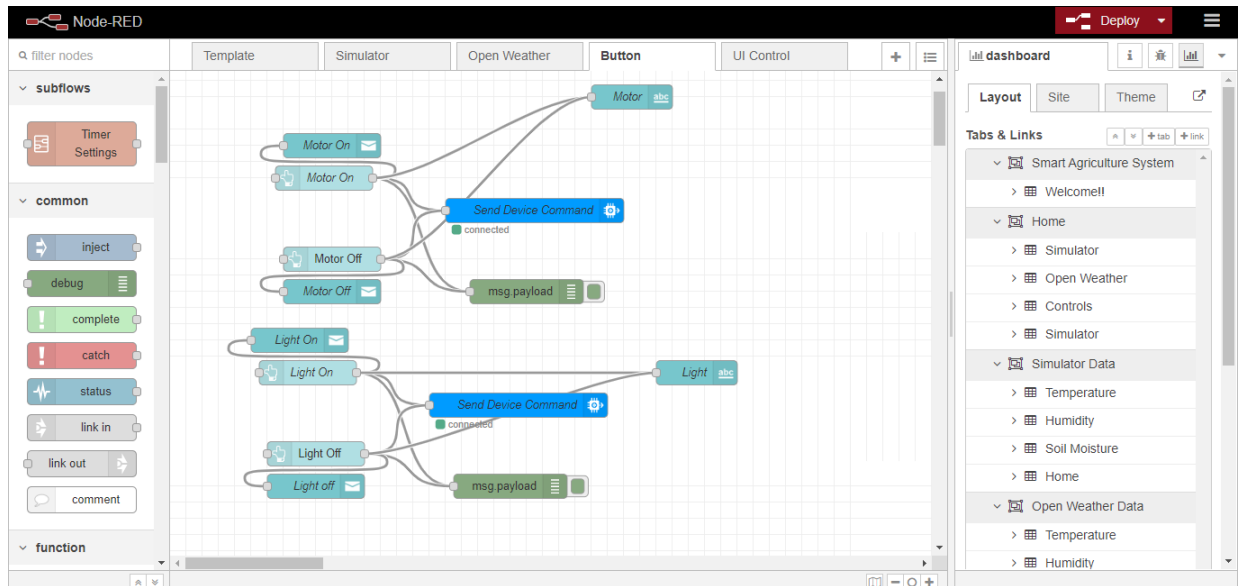 Node-RED
Deploy
filter nodes
Template
Simulator
Open Weather
Button
UI Control
dashboard
i
subflows
Timer
Settings
common
inject
debug
complete
catch
status
link in
link out
comment
function
Motor abc
Motor On
Motor On
Send Device Command
connected
Motor Off
Motor Off
msg.payload
Light On
Light On
Light abc
Send Device Command
connected
Light Off
Light off
msg.payload
Layout
Site
Theme
Tabs & Links
+ tab
+ link
Smart Agriculture System
Welcome!!
Home
Simulator
Open Weather
Controls
Simulator
Simulator Data
Temperature
Humidity
Soil Moisture
Home
Open Weather Data
Temperature
Humidity